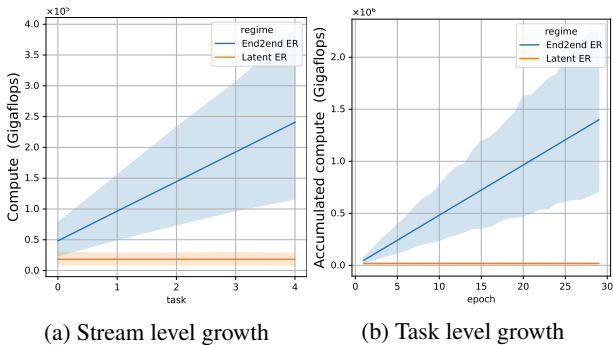 ×10⁵
4.0
3.5
3.0
2.5
2.0
1.5
1.0
0.5
0.0
Compute (Gigaflops)
0 1 2 3 4
task
regime
End2end ER
Latent ER
(a) Stream level growth
×10⁶
2.0
1.5
1.0
0.5
0.0
Accumulated compute (Gigaflops)
0 5 10 15 20 25 30
epoch
regime
End2end ER
Latent ER
(b) Task level growth